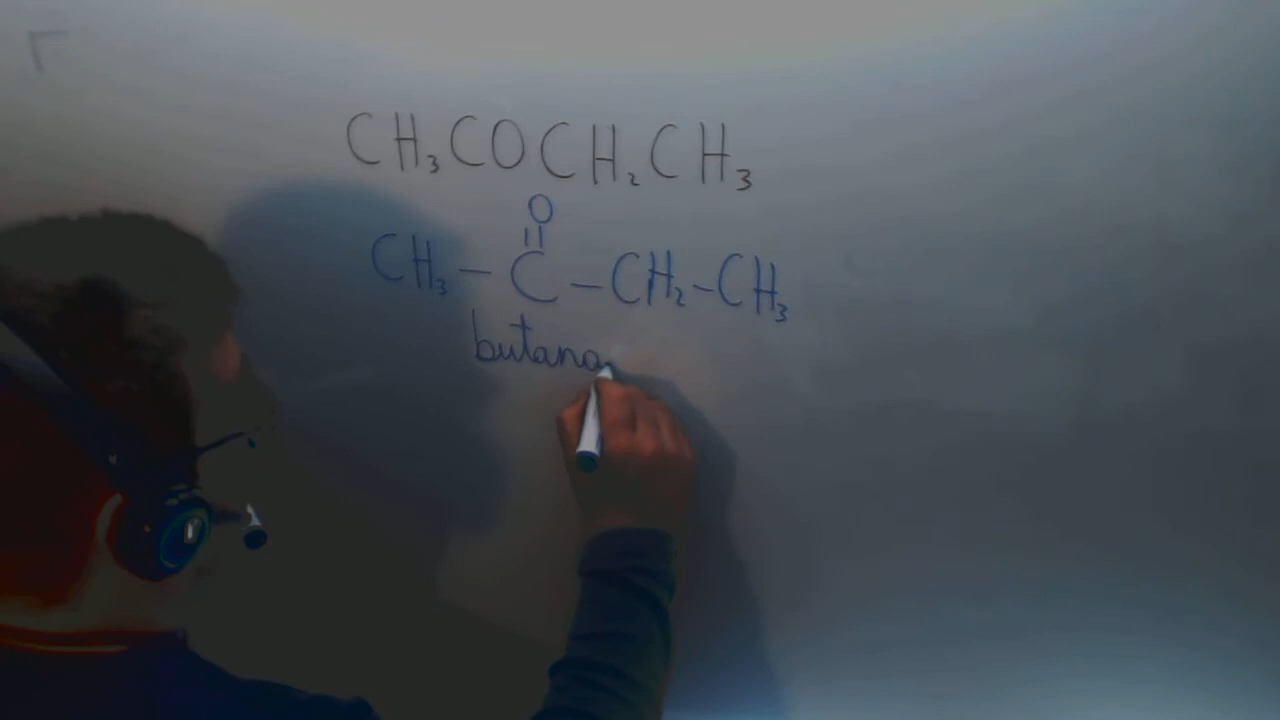 CH₃COCH₂CH₃
O
||
CH₃ – C – CH₂ – CH₃
butano